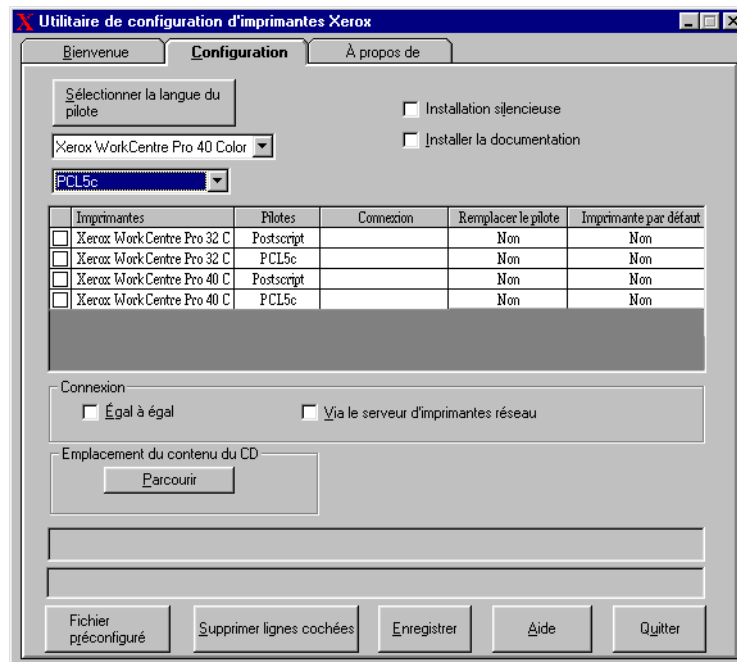 Utilitaire de configuration d'imprimantes Xerox
Bienvenue Configuration À propos de
Sélectionner la langue du
pilote
Installation silencieuse
Installer la documentation
Xerox WorkCentre Pro 40 Color
PCL5c
Imprimantes Pilotes Connexion Remplacer le pilote Imprimante par défaut
Xerox WorkCentre Pro 32 C Postscript Non Non
Xerox WorkCentre Pro 32 C PCL5c Non Non
Xerox WorkCentre Pro 40 C Postscript Non Non
Xerox WorkCentre Pro 40 C PCL5c Non Non
Connexion
Égal à égal Via le serveur d'imprimantes réseau
Emplacement du contenu du CD
Parcourir
Fichier
préconfiguré
Supprimer lignes cochées
Enregistrer
Aide
Quitter